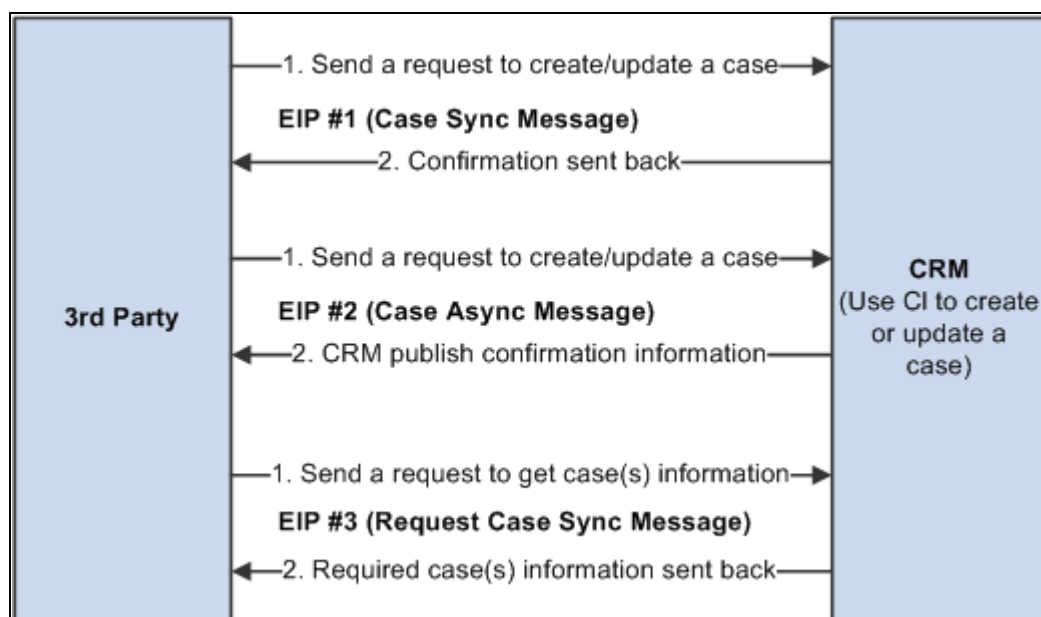 1. Send a request to create/update a case
EIP #1 (Case Sync Message)
2. Confirmation sent back
1. Send a request to create/update a case
EIP #2 (Case Async Message)
2. CRM publish confirmation information
1. Send a request to get case(s) information
EIP #3 (Request Case Sync Message)
2. Required case(s) information sent back
3rd Party
CRM
(Use CI to create
or update a
case)